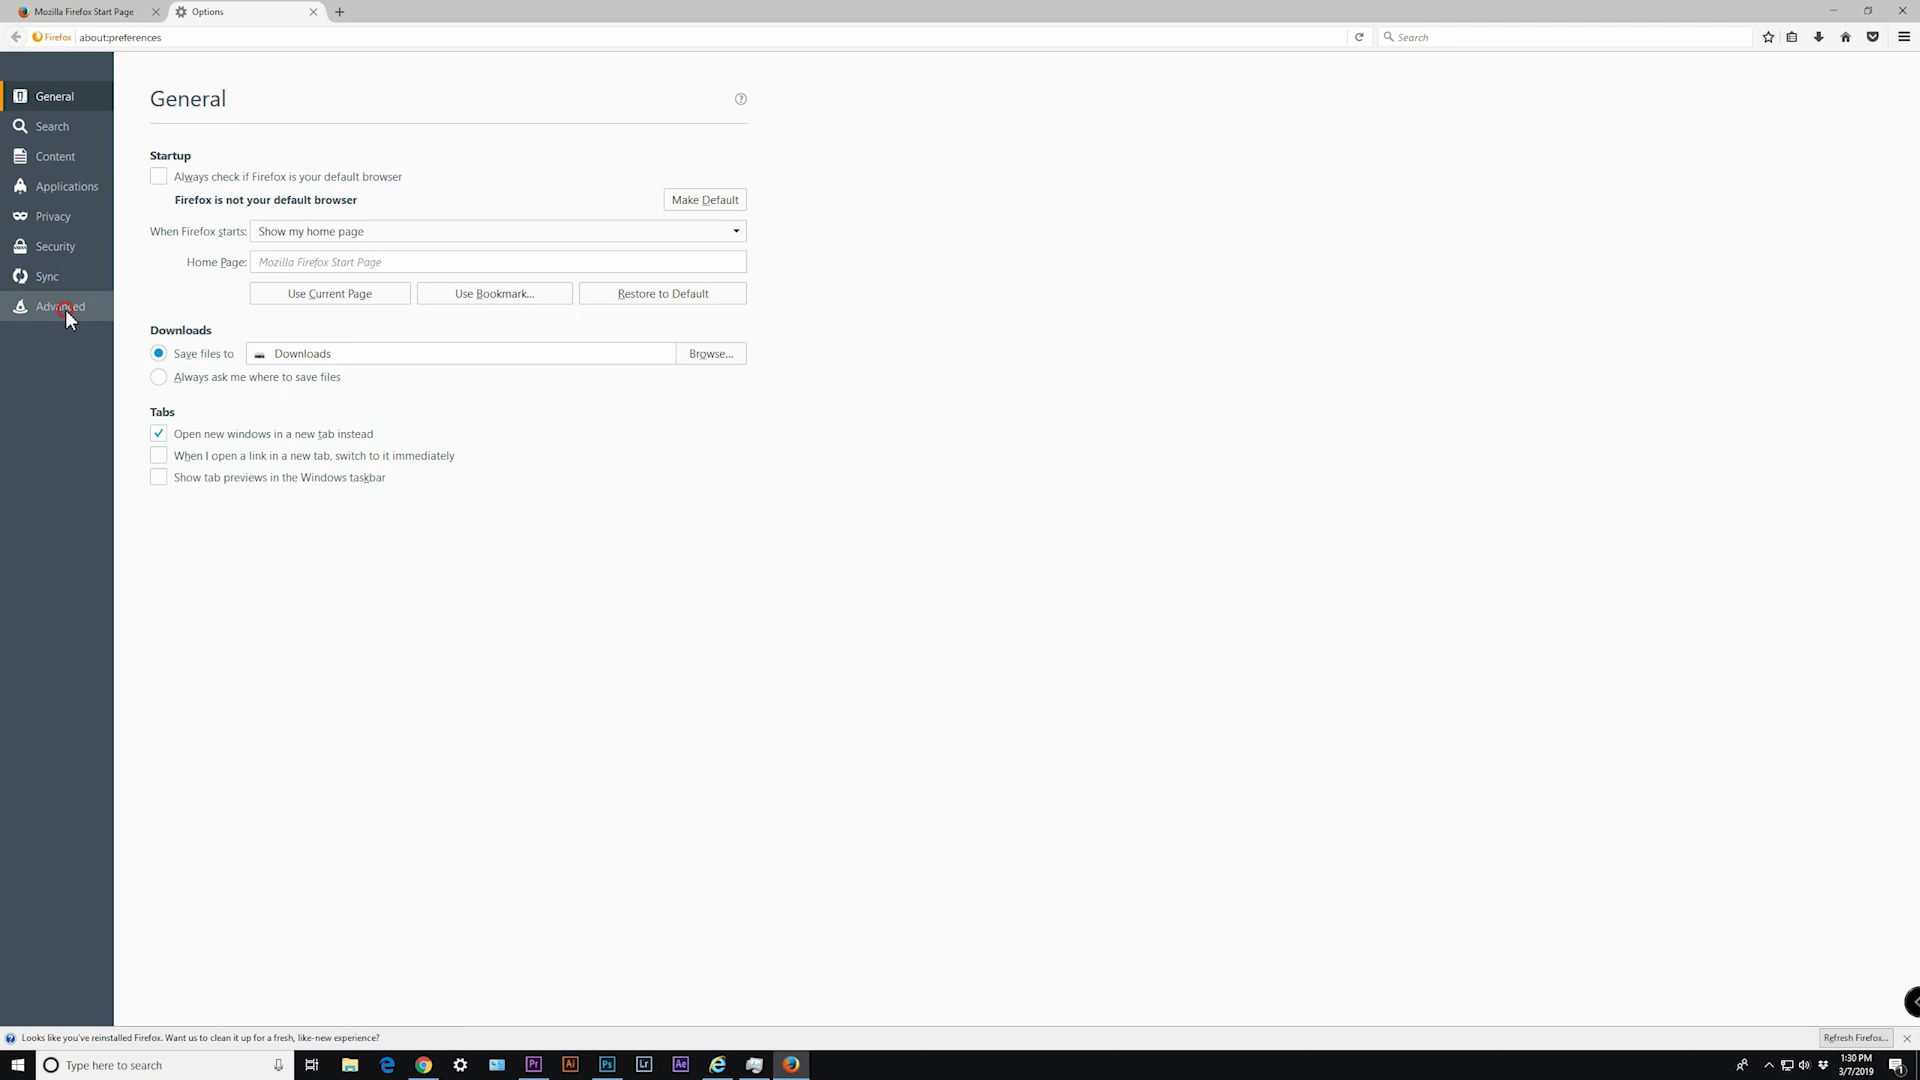 Mozilla Firefox Start Page
Options
Firefox about:preferences
Search
General
Search
Content
Applications
Privacy
Security
Sync
Advanced
General
Startup
Always check if Firefox is your default browser
Firefox is not your default browser
Make Default
When Firefox starts: Show my home page
Home Page: Mozilla Firefox Start Page
Use Current Page Use Bookmark... Restore to Default
Downloads
Save files to Downloads Browse...
Always ask me where to save files
Tabs
Open new windows in a new tab instead
When I open a link in a new tab, switch to it immediately
Show tab previews in the Windows taskbar
Looks like you've reinstalled Firefox. Want us to clean it up for a fresh, like-new experience?
Refresh Firefox...
Type here to search
Pr Ai Ps Lr Ae
1:30 PM
3/7/2019
1